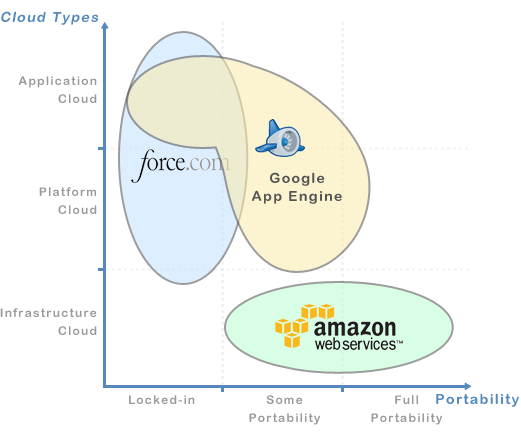 Cloud Types
Application
Cloud
force.com
Google
App Engine
Platform
Cloud
Infrastructure
Cloud
amazon
webservices™
Locked-in
Some
Portability
Full
Portability
Portability